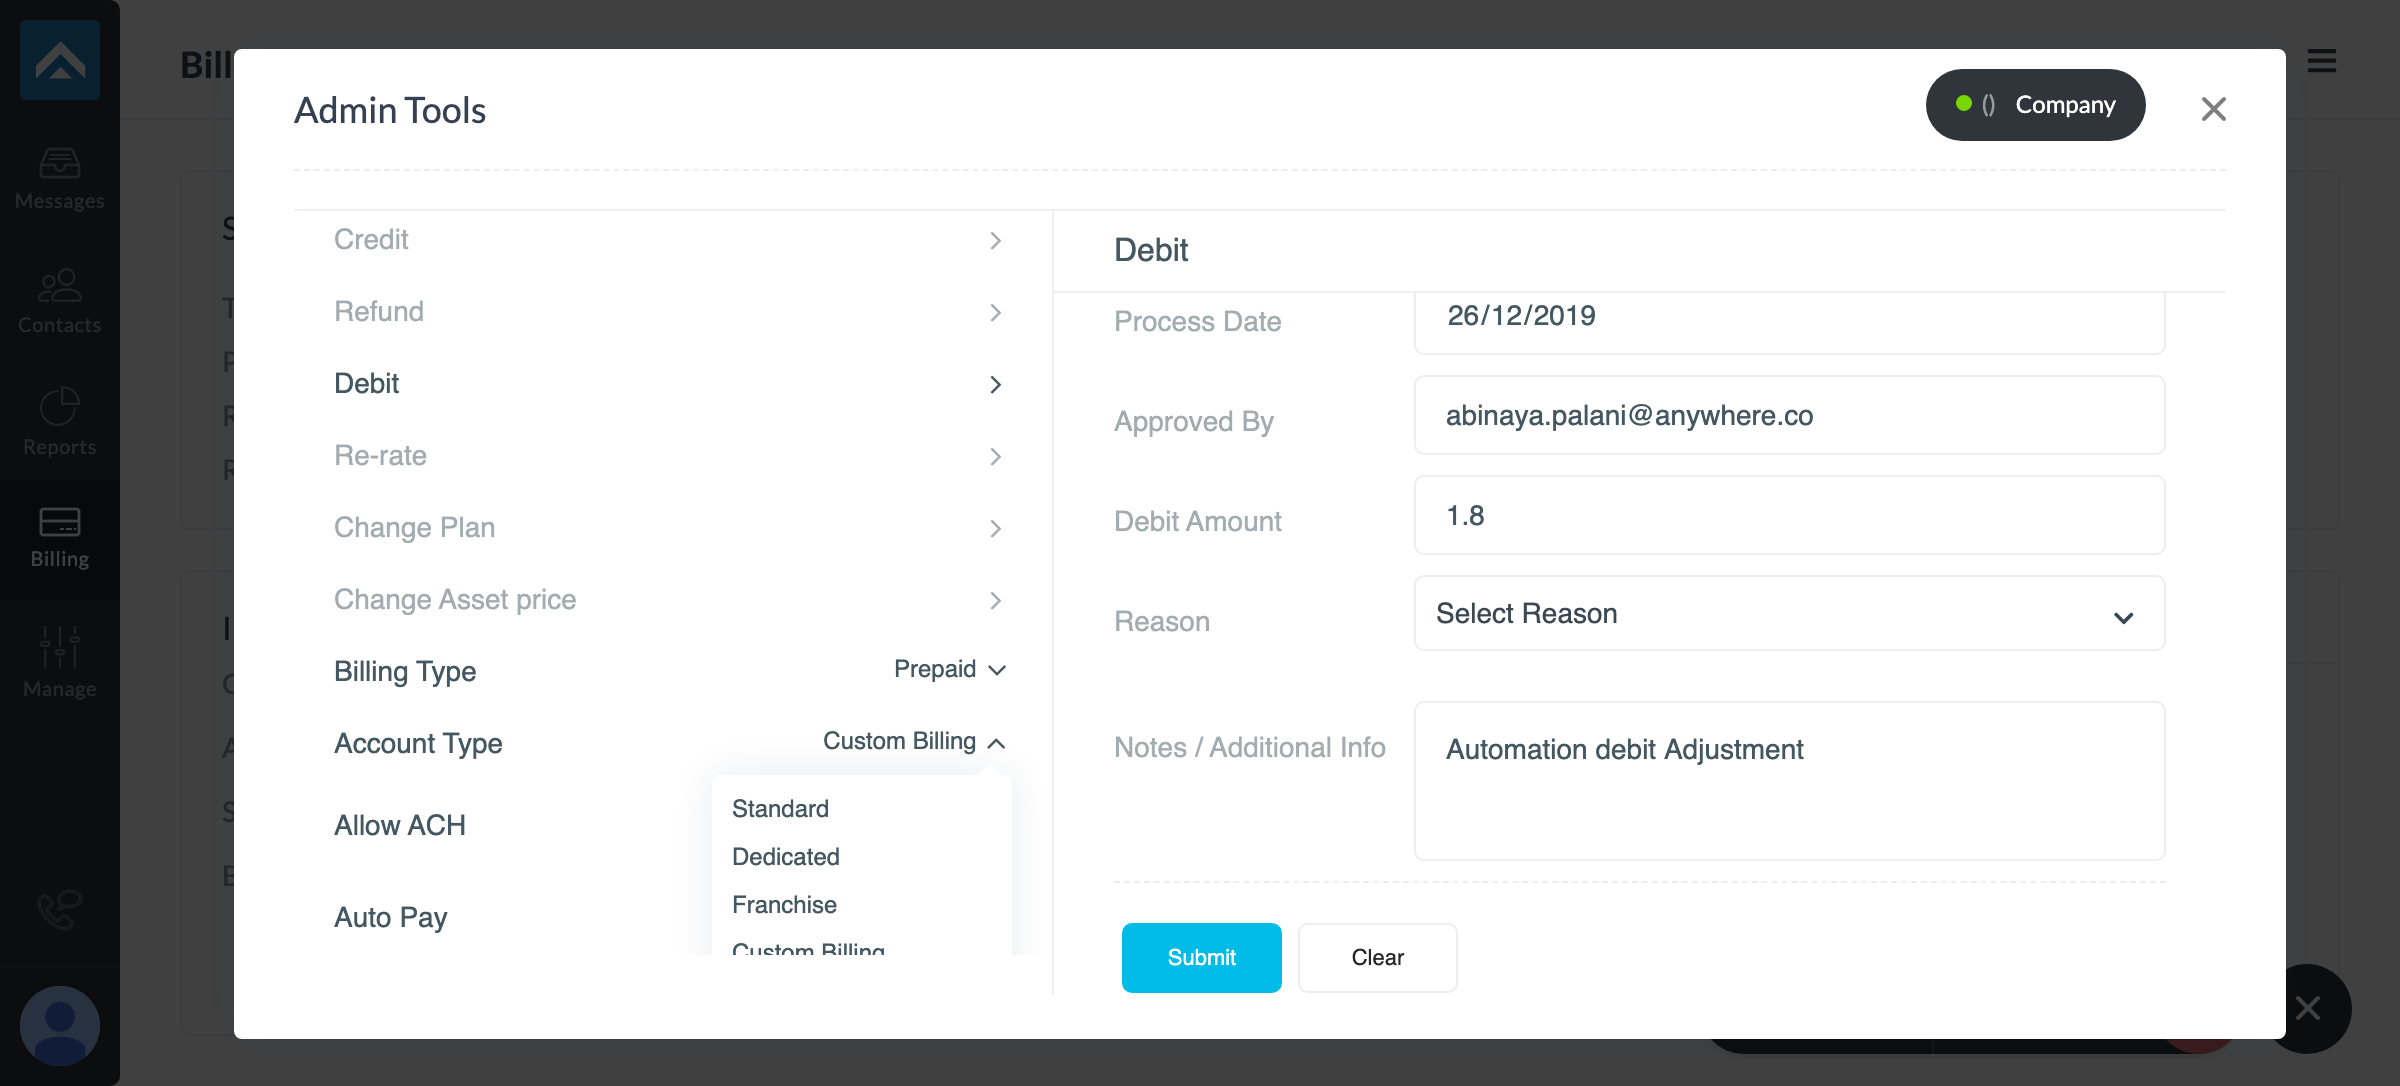 Bill
Admin Tools
() Company
Messages
Contacts
Reports
Billing
Manage
Credit
Refund
Debit
Re-rate
Change Plan
Change Asset price
Billing Type
Prepaid
Account Type
Custom Billing
Standard
Dedicated
Franchise
Custom Billing
Allow ACH
Auto Pay
Debit
Process Date
26/12/2019
Approved By
abinaya.palani@anywhere.co
Debit Amount
1.8
Reason
Select Reason
Notes / Additional Info
Automation debit Adjustment
Submit
Clear